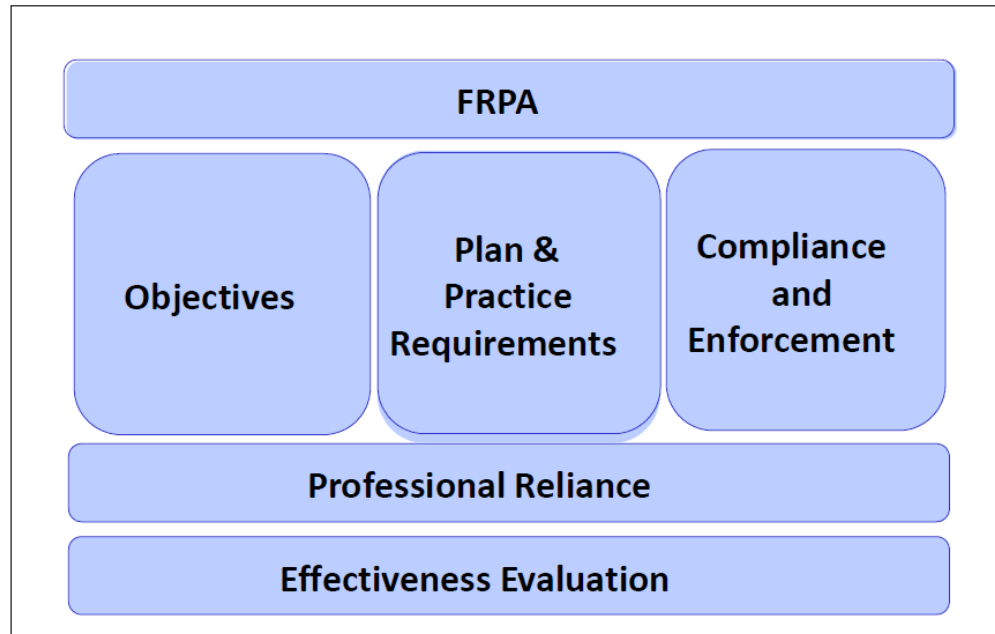 FRPA
Objectives
Plan &
Practice
Requirements
Compliance
and
Enforcement
Professional Reliance
Effectiveness Evaluation